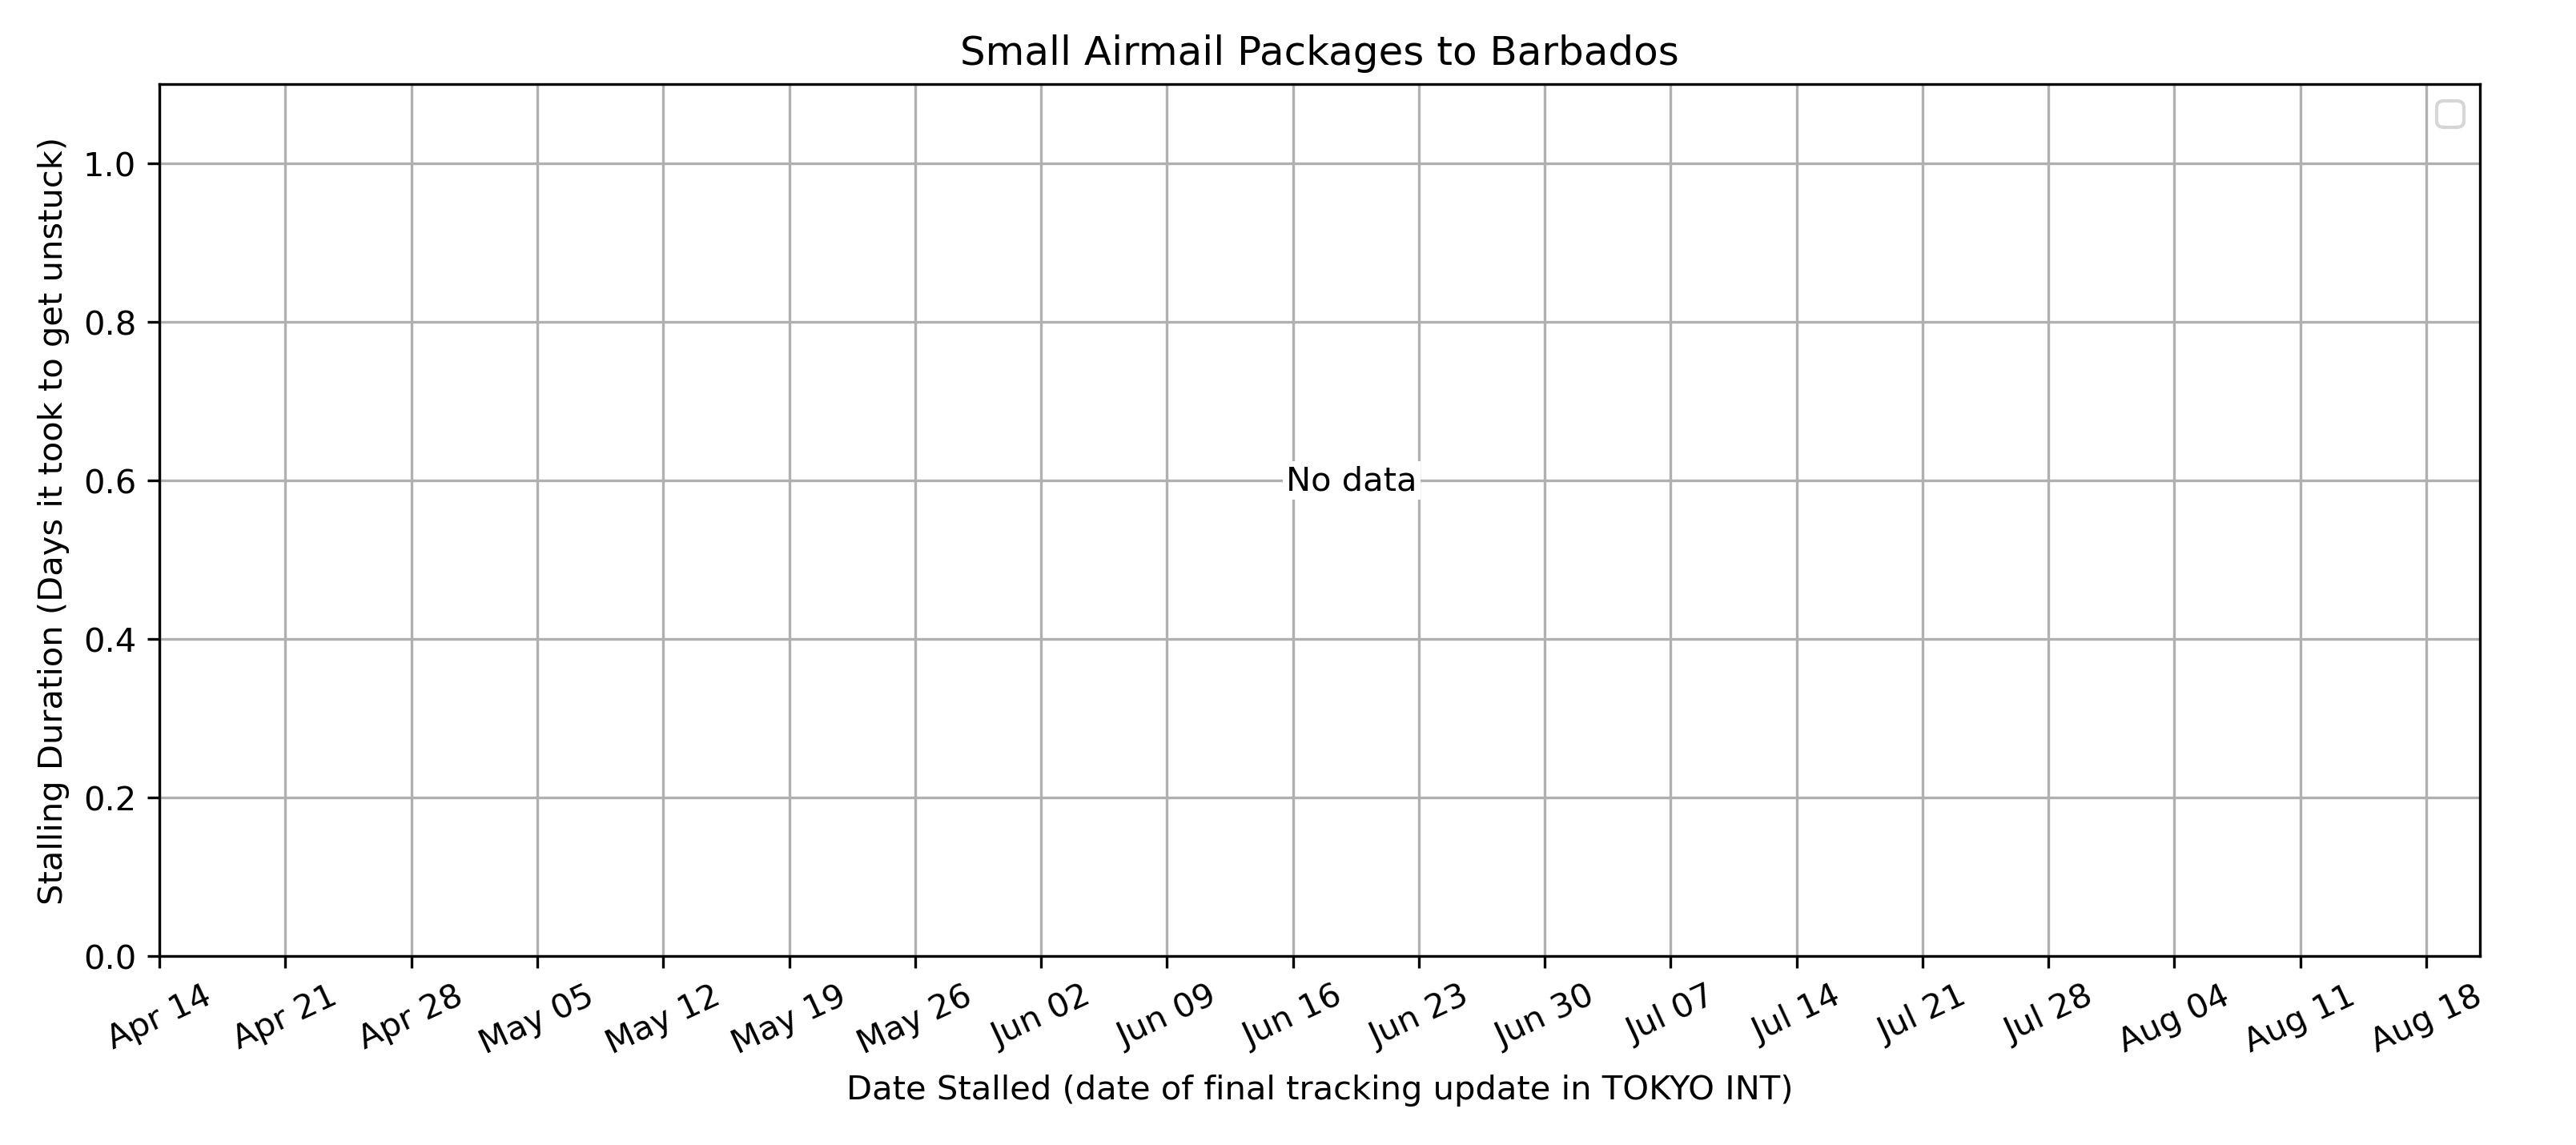 Small Airmail Packages to Barbados
Stalling Duration (Days it took to get unstuck)
1.0
0.8
0.6
0.4
0.2
0.0
No data
Apr 14
Apr 21
Apr 28
May 05
May 12
May 19
May 26
Jun 02
Jun 09
Jun 16
Jun 23
Jun 30
Jul 07
Jul 14
Jul 21
Jul 28
Aug 04
Aug 11
Aug 18
Date Stalled (date of final tracking update in TOKYO INT)